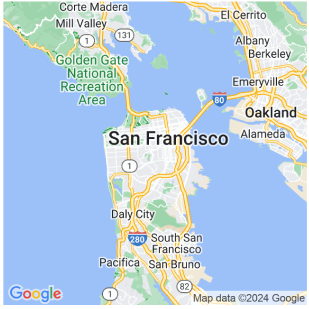 Corte Madera
Mill Valley
El Cerrito
131
1
Albany
Berkeley
Golden Gate
National
Recreation
Area
Emeryville
80
Oakland
San Francisco
Alameda
1
Daly City
280
South San
Francisco
Pacifica
San Bruno
82
1
Google
Map data ©2024 Google